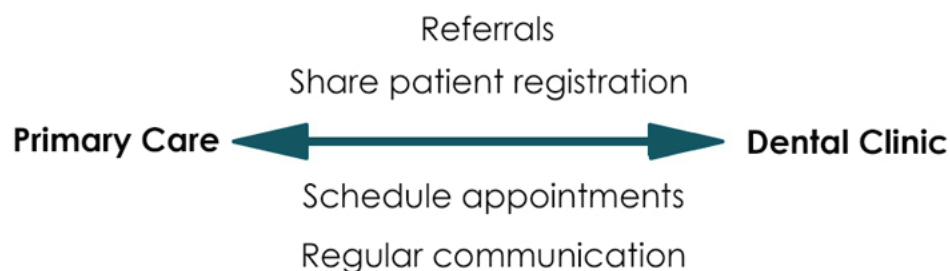 Referrals
Share patient registration
Primary Care
Dental Clinic
Schedule appointments
Regular communication